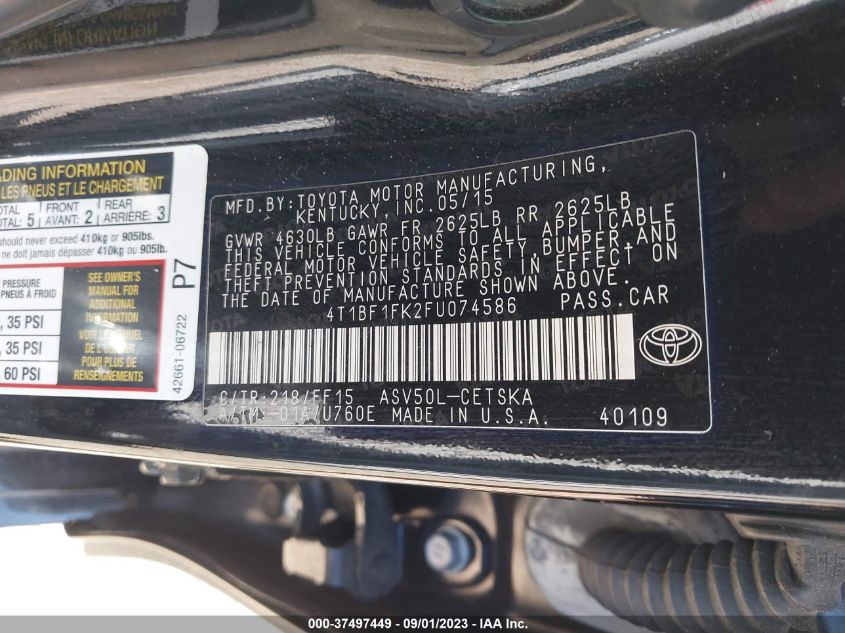 ADING INFORMATION
LES PNEUS ET LE CHARGEMENT
OTAL FRONT REAR
TAL: 5 AVANT: 2 ARRIÈRE: 3
should never exceed 410kg or 905lbs.
ne doit jamais dépasser 410kg ou 905lbs.
PRESSURE
PNEUS A FROID
, 35 PSI
, 35 PSI
60 PSI
SEE OWNER'S
MANUAL FOR
ADDITIONAL
INFORMATION
VOIR LE MANUEL
DE L'USAGER
POUR PLUS DE
RENSEIGNEMENTS
P7
42661-06722
MFD.BY:TOYOTA MOTOR MANUFACTURING,
KENTUCKY,INC.05/15
GVWR 4630LB GAWR FR 2625LB RR 2625LB
THIS VEHICLE CONFORMS TO ALL APPLICABLE
FEDERAL MOTOR VEHICLE SAFETY,BUMPER,AND
THEFT PREVENTION STANDARDS IN EFFECT ON
THE DATE OF MANUFACTURE SHOWN ABOVE.
4T1BF1FK2FU074586 PASS.CAR
C/TR:218/FF15 ASV50L-CETSKA
A/TM:-01A/U760E MADE IN U.S.A. 40109
000-37497449 - 09/01/2023 - IAA Inc.